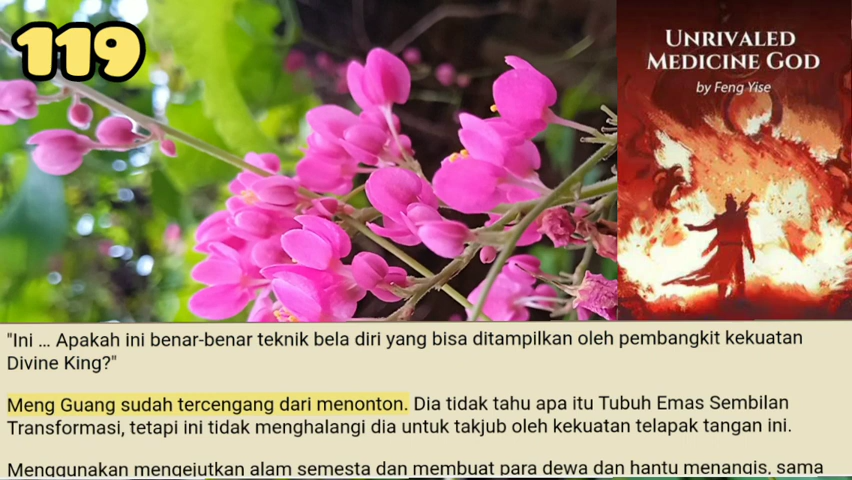 119
UNRIVALED
MEDICINE GOD
by Feng Yise
"Ini ... Apakah ini benar-benar teknik bela diri yang bisa ditampilkan oleh pembangkit kekuatan
Divine King?"
Meng Guang sudah tercengang dari menonton. Dia tidak tahu apa itu Tubuh Emas Sembilan
Transformasi, tetapi ini tidak menghalangi dia untuk takjub oleh kekuatan telapak tangan ini.
Menggunakan mengejutkan alam semesta dan membuat para dewa dan hantu menangis, sama